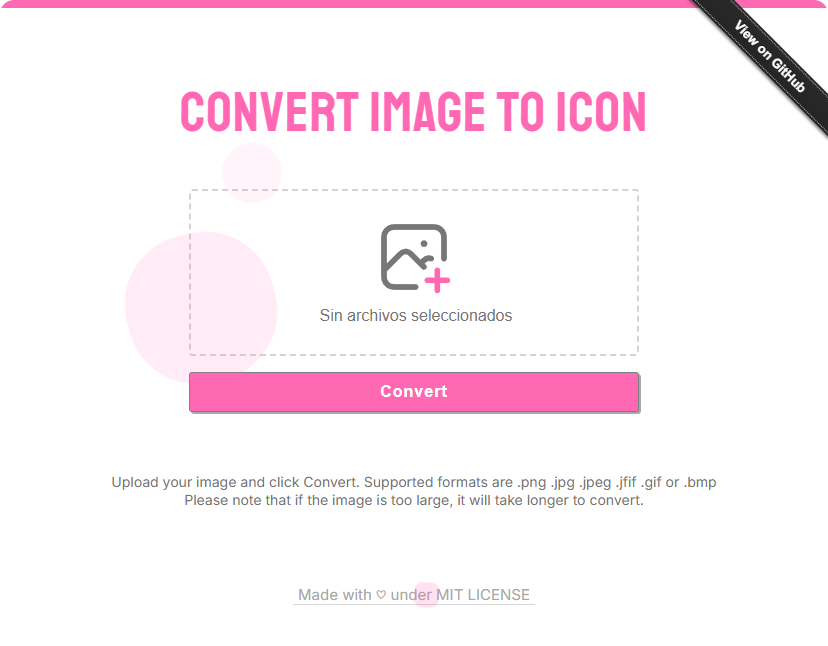 View on GitHub
CONVERT IMAGE TO ICON
Sin archivos seleccionados
Convert
Upload your image and click Convert. Supported formats are .png .jpg .jpeg .jfif .gif or .bmp
Please note that if the image is too large, it will take longer to convert.
Made with ♡ under MIT LICENSE